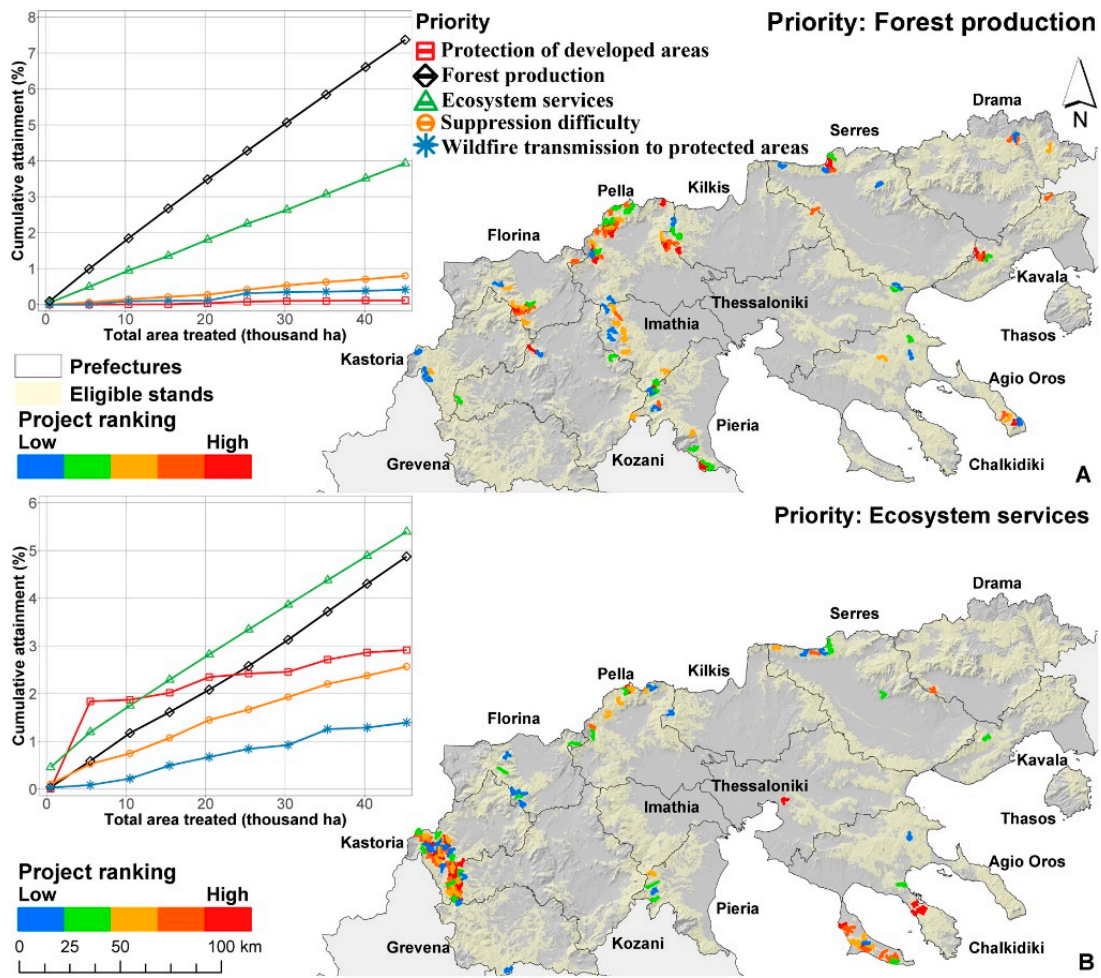 Priority: Forest production
Priority
Protection of developed areas
Forest production
Ecosystem services
Suppression difficulty
Wildfire transmission to protected areas
Cumulative attainment (%)
8
7
6
5
4
3
2
1
0
0 10 20 30 40
Total area treated (thousand ha)
Prefectures
Eligible stands
Project ranking
Low High
N
Drama
Serres
Kilkis
Pella
Florina
Kavala
Thessaloniki
Imathia
Thasos
Kastoria
Agio Oros
Pieria
Grevena
Kozani
Chalkidiki
A
Priority: Ecosystem services
Cumulative attainment (%)
6
5
4
3
2
1
0
0 10 20 30 40
Total area treated (thousand ha)
Project ranking
Low High
0 25 50 100 km
Drama
Serres
Kilkis
Pella
Florina
Kavala
Thessaloniki
Imathia
Thasos
Kastoria
Agio Oros
Pieria
Grevena
Kozani
Chalkidiki
B